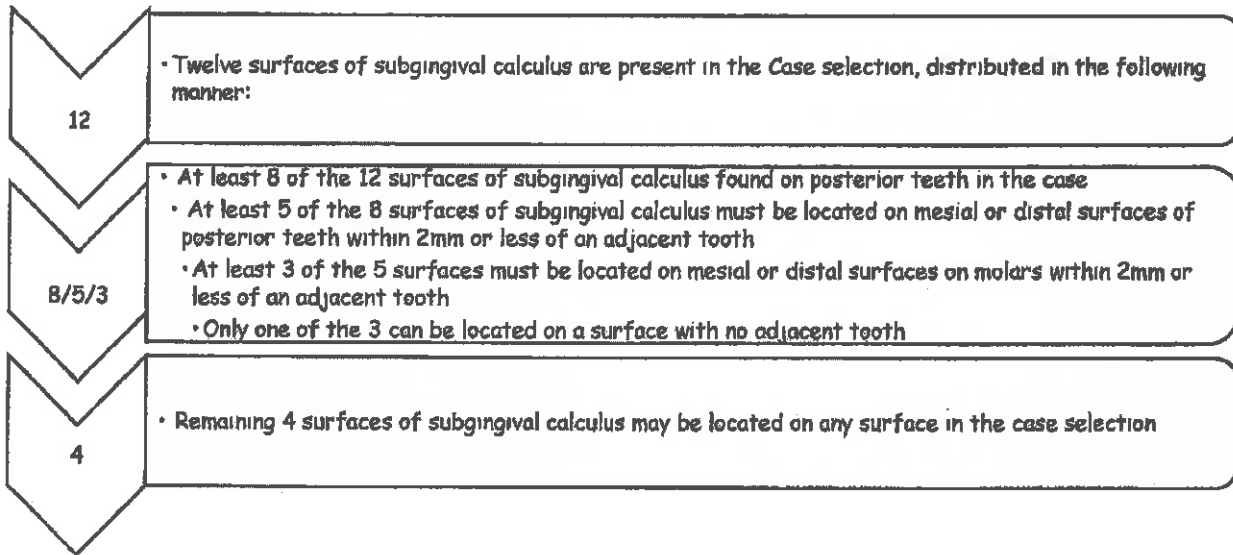 12
· Twelve surfaces of subgingival calculus are present in the Case selection, distributed in the following
manner:
8/5/3
· At least 8 of the 12 surfaces of subgingival calculus found on posterior teeth in the case
· At least 5 of the 8 surfaces of subgingival calculus must be located on mesial or distal surfaces of
posterior teeth within 2mm or less of an adjacent tooth
· At least 3 of the 5 surfaces must be located on mesial or distal surfaces on molars within 2mm or
less of an adjacent tooth
· Only one of the 3 can be located on a surface with no adjacent tooth
4
· Remaining 4 surfaces of subgingival calculus may be located on any surface in the case selection